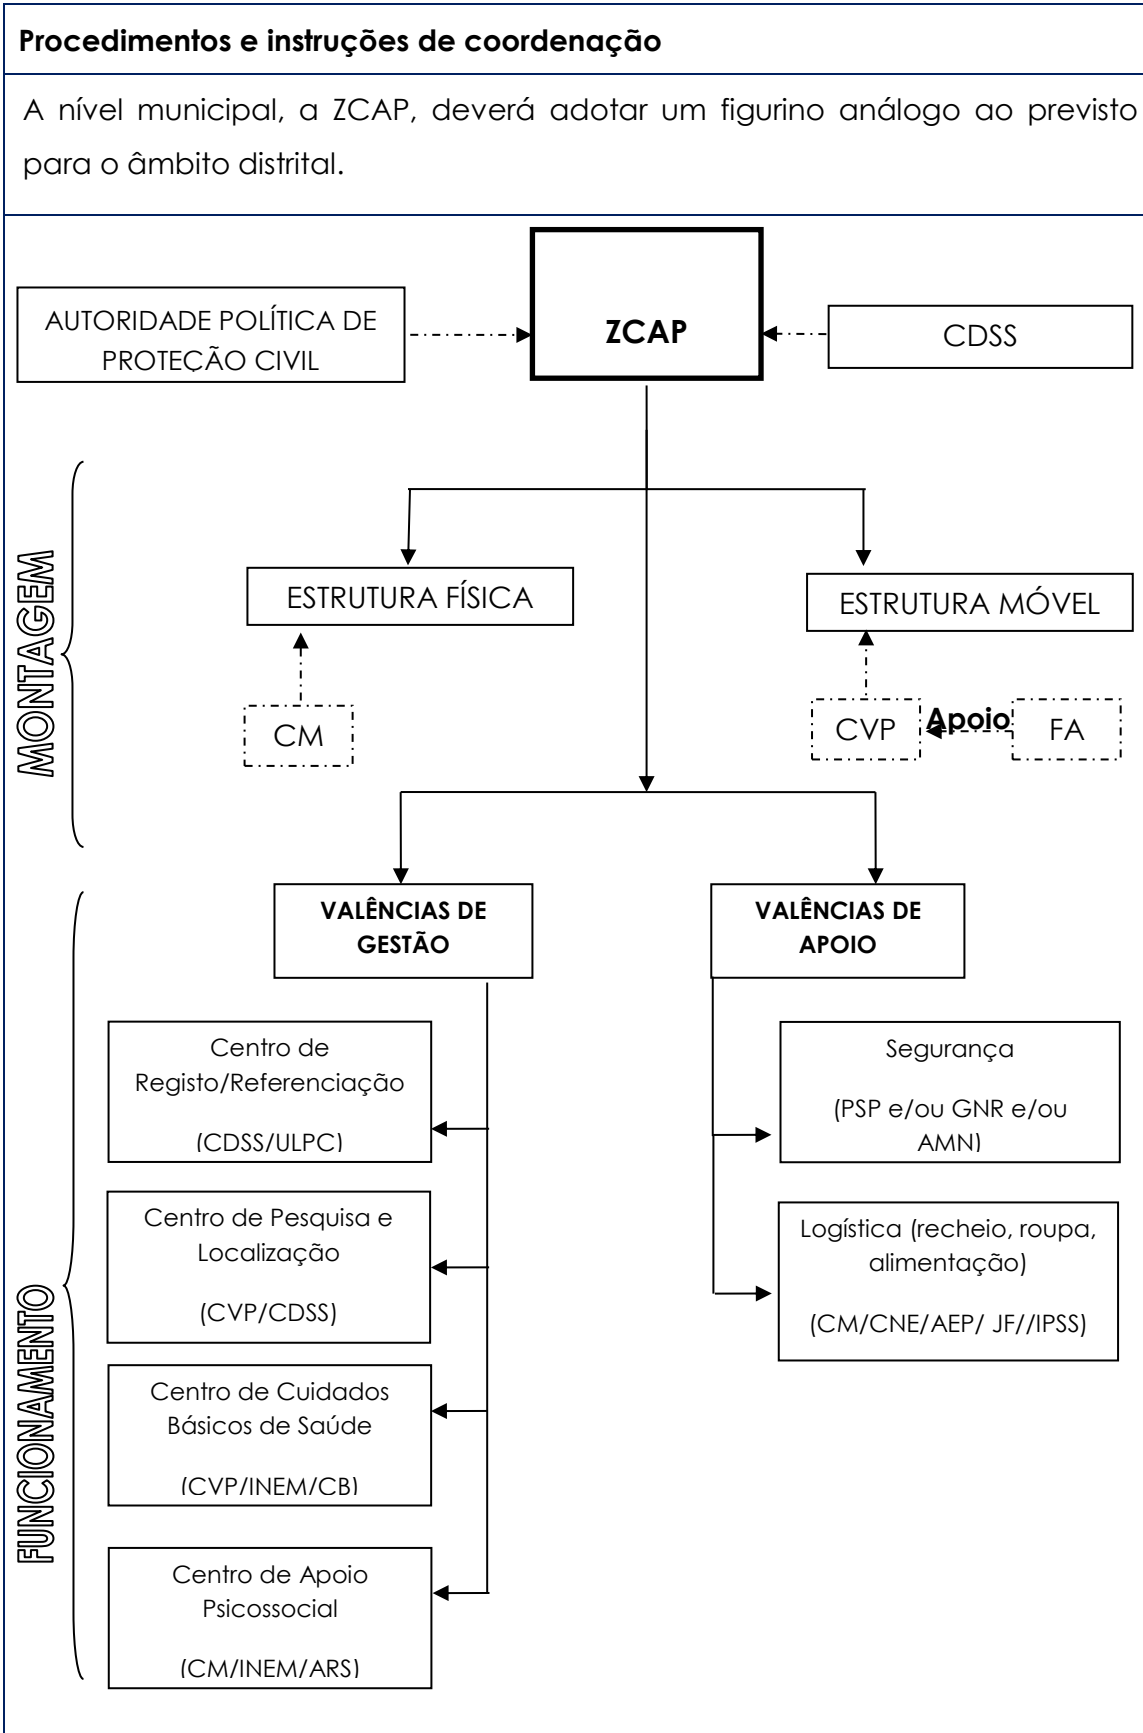 Procedimentos e instruções de coordenação
A nível municipal, a ZCAP, deverá adotar um figurino análogo ao previsto
para o âmbito distrital.
AUTORIDADE POLÍTICA DE
PROTEÇÃO CIVIL
ZCAP
CDSS
MONTAGEM
ESTRUTURA FÍSICA
ESTRUTURA MÓVEL
CM
CVP
Apoio
FA
FUNCIONAMENTO
VALÊNCIAS DE
GESTÃO
VALÊNCIAS DE
APOIO
Centro de
Registo/Referenciação
(CDSS/ULPC)
Centro de Pesquisa e
Localização
(CVP/CDSS)
Centro de Cuidados
Básicos de Saúde
(CVP/INEM/CB)
Centro de Apoio
Psicossocial
(CM/INEM/ARS)
Segurança
(PSP e/ou GNR e/ou
AMN)
Logística (recheio, roupa,
alimentação)
(CM/CNE/AEP/ JF//IPSS)